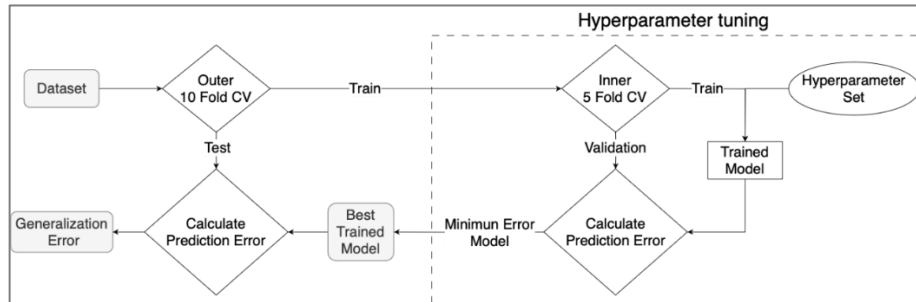 Hyperparameter tuning
Dataset
Outer
10 Fold CV
Train
Inner
5 Fold CV
Train
Hyperparameter
Set
Test
Validation
Trained
Model
Generalization
Error
Calculate
Prediction Error
Best
Trained
Model
Minimun Error
Model
Calculate
Prediction Error